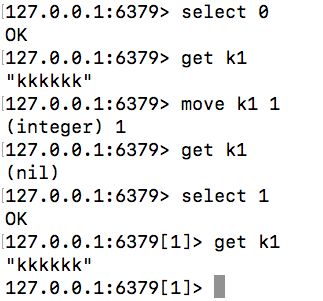 127.0.0.1:6379> select 0
OK
127.0.0.1:6379> get k1
"kkkkkk"
127.0.0.1:6379> move k1 1
(integer) 1
127.0.0.1:6379> get k1
(nil)
127.0.0.1:6379> select 1
OK
127.0.0.1:6379[1]> get k1
"kkkkkk"
127.0.0.1:6379[1]>